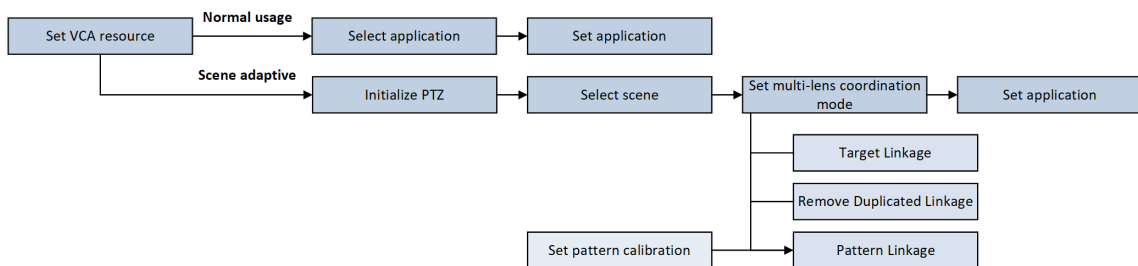 Normal usage
Set VCA resource
Select application
Set application
Scene adaptive
Initialize PTZ
Select scene
Set multi-lens coordination
mode
Set application
Target Linkage
Remove Duplicated Linkage
Set pattern calibration
Pattern Linkage